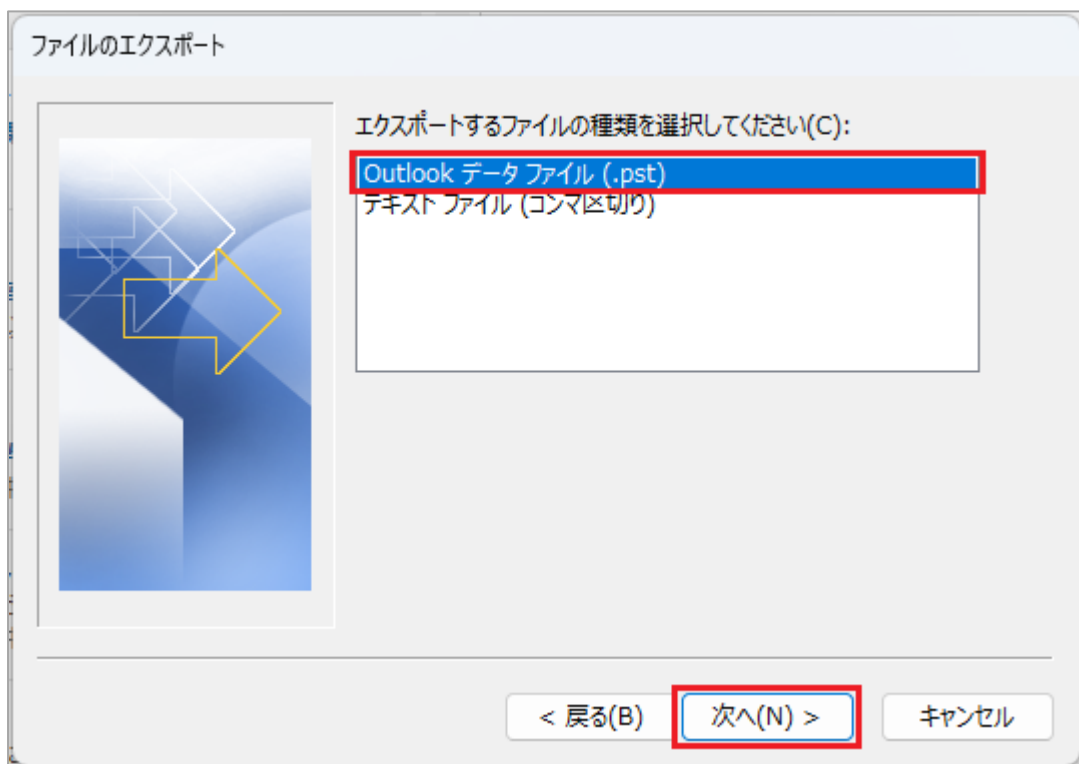 ファイルのエクスポート
エクスポートするファイルの種類を選択してください(C):
Outlook データ ファイル (.pst)
テキスト ファイル (コンマ区切り)
< 戻る(B)
次へ(N) >
キャンセル